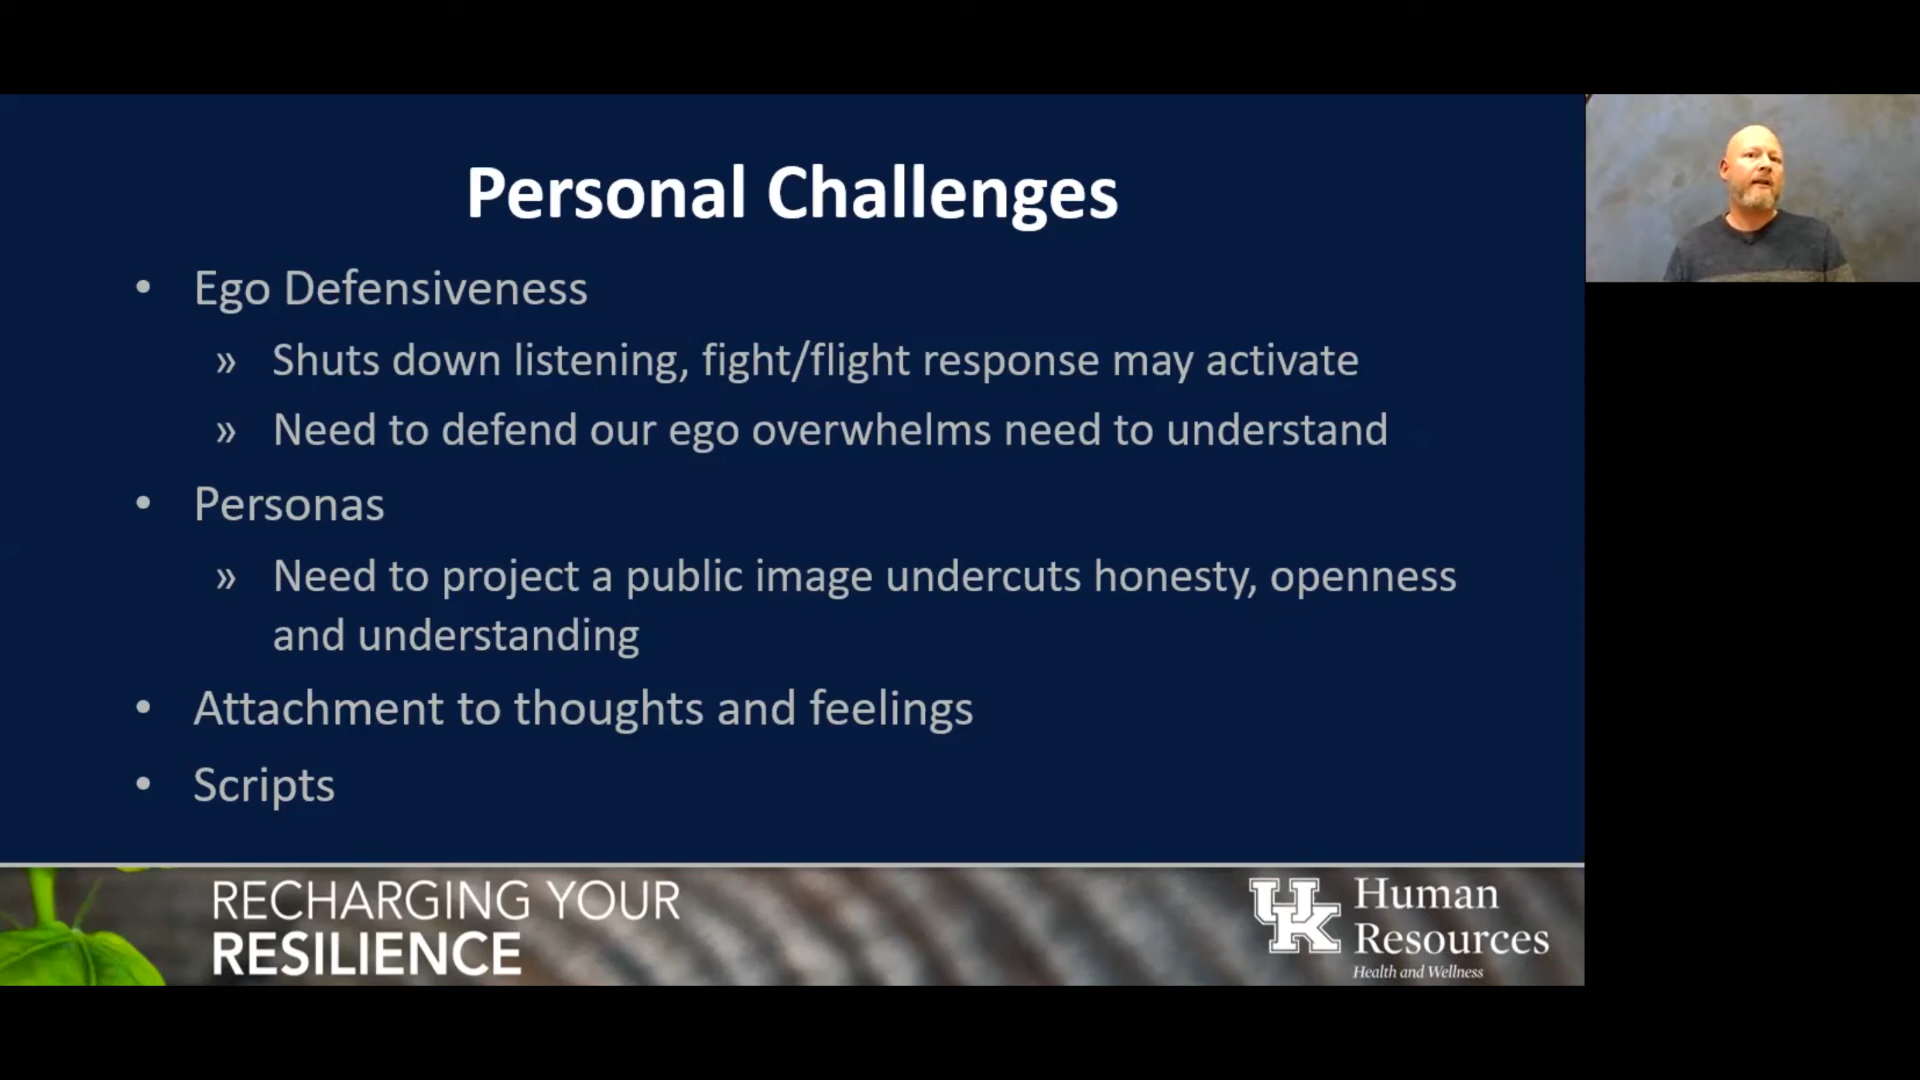 Personal Challenges
• Ego Defensiveness
» Shuts down listening, fight/flight response may activate
» Need to defend our ego overwhelms need to understand
• Personas
» Need to project a public image undercuts honesty, openness
and understanding
• Attachment to thoughts and feelings
• Scripts
RECHARGING YOUR
RESILIENCE
UK
Human
Resources
Health and Wellness